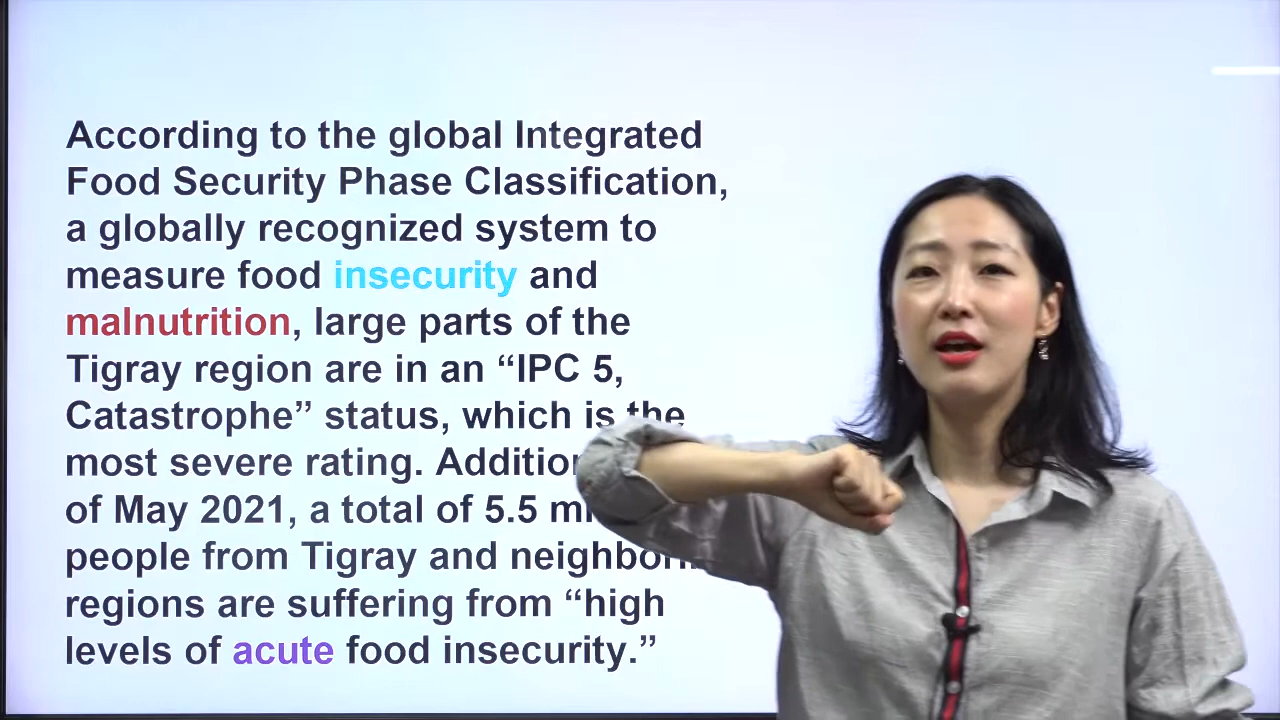 According to the global Integrated
Food Security Phase Classification,
a globally recognized system to
measure food insecurity and
malnutrition, large parts of the
Tigray region are in an “IPC 5,
Catastrophe” status, which is the
most severe rating.
of May 2021, a total of 5.5
people from Tigray and
regions are suffering from “high
levels of acute food insecurity.”